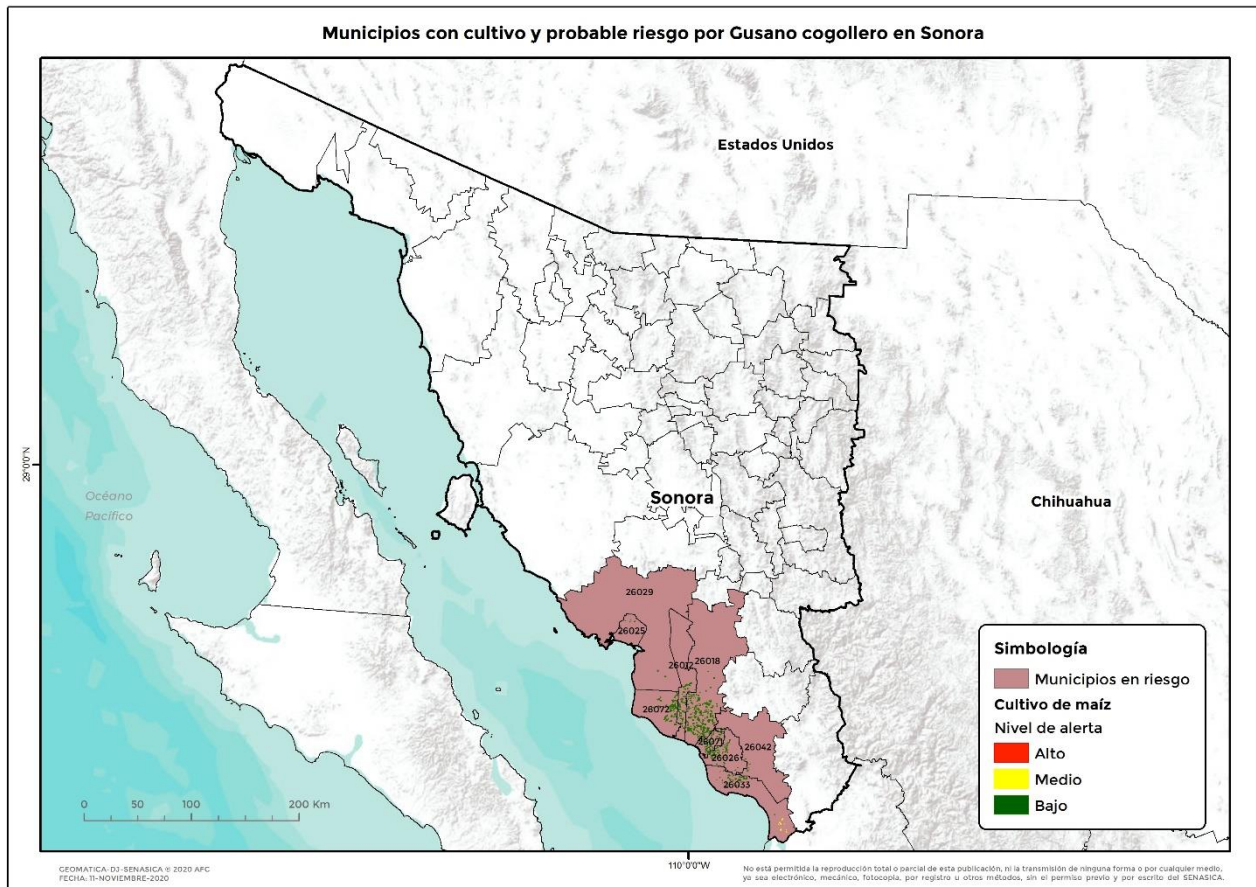 Municipios con cultivo y probable riesgo por Gusano cogollero en Sonora
Estados Unidos
29°0'0"N
Océano
Pacífico
Sonora
Chihuahua
26029
26025
26012
26018
26072
26071
26026
26042
26033
Simbología
Municipios en riesgo
Cultivo de maíz
Nivel de alerta
Alto
Medio
Bajo
0 50 100 200 Km
110°0'0"W
GEOMATICA-DJ-SENASICA © 2020 AFC
FECHA: 11-NOVIEMBRE-2020
No está permitida la reproducción total o parcial de esta publicación, ni la transmisión de ninguna forma o por cualquier medio,
ya sea electrónico, mecánico, fotocopia, por registro u otros métodos, sin el permiso previo y por escrito del SENASICA.